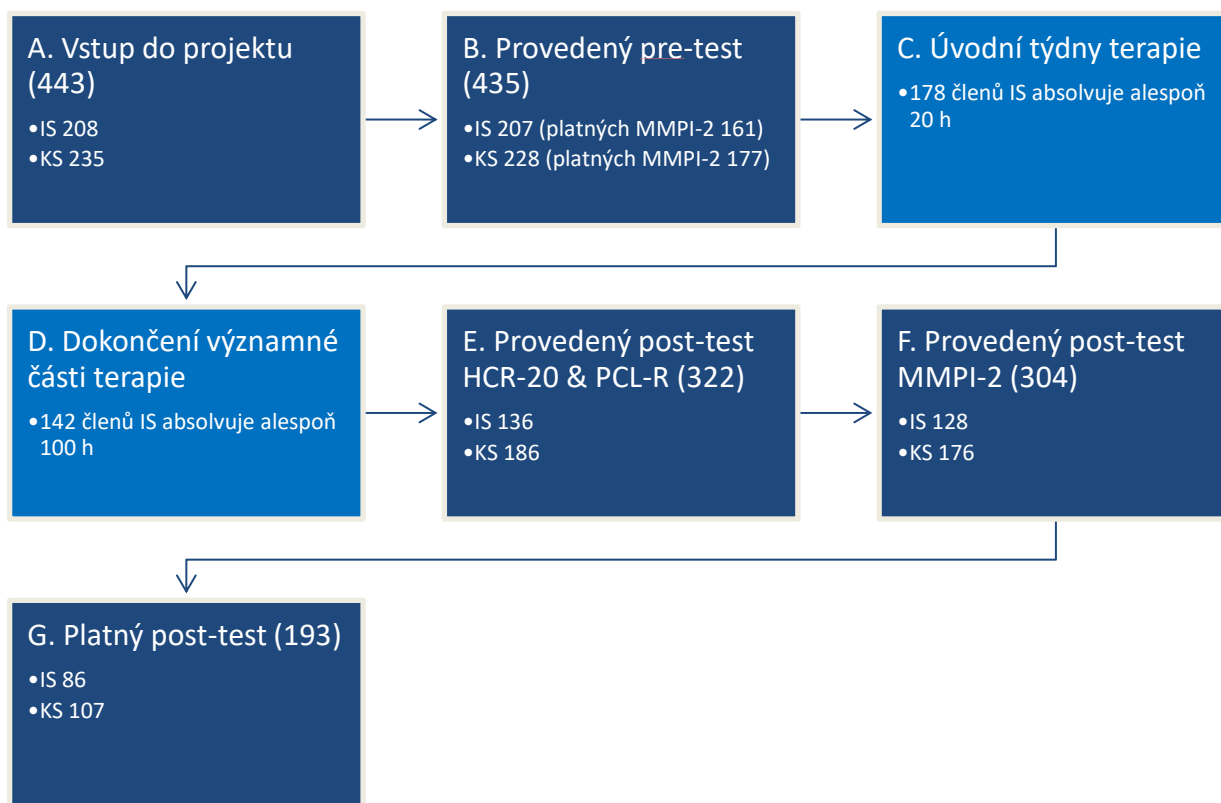 A. Vstup do projektu
(443)
•IS 208
•KS 235
B. Provedený pre-test
(435)
•IS 207 (platných MMPI-2 161)
•KS 228 (platných MMPI-2 177)
C. Úvodní týdny terapie
•178 členů IS absolvuje alespoň
20 h
D. Dokončení významné
části terapie
•142 členů IS absolvuje alespoň
100 h
E. Provedený post-test
HCR-20 & PCL-R (322)
•IS 136
•KS 186
F. Provedený post-test
MMPI-2 (304)
•IS 128
•KS 176
G. Platný post-test (193)
•IS 86
•KS 107